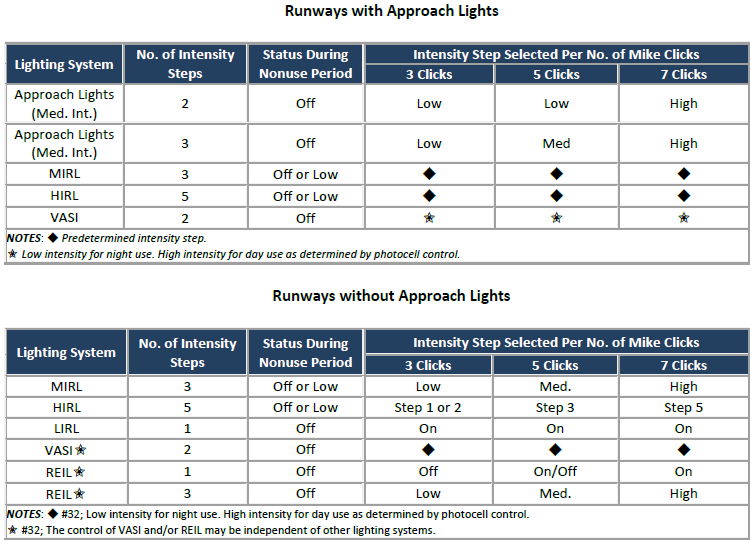 Runways with Approach Lights
Lighting System No. of Intensity Steps Status During Nonuse Period Intensity Step Selected Per No. of Mike Clicks
3 Clicks 5 Clicks 7 Clicks
Approach Lights (Med. Int.) 2 Off Low Low High
Approach Lights (Med. Int.) 3 Off Low Med High
MIRL 3 Off or Low ◆ ◆ ◆
HIRL 5 Off or Low ◆ ◆ ◆
VASI 2 Off ✭ ✭ ✭
NOTES: ◆ Predetermined intensity step.
✭ Low intensity for night use. High intensity for day use as determined by photocell control.
Runways without Approach Lights
Lighting System No. of Intensity Steps Status During Nonuse Period Intensity Step Selected Per No. of Mike Clicks
3 Clicks 5 Clicks 7 Clicks
MIRL 3 Off or Low Low Med. High
HIRL 5 Off or Low Step 1 or 2 Step 3 Step 5
LIRL 1 Off On On On
VASI✭ 2 Off ◆ ◆ ◆
REIL✭ 1 Off Off On/Off On
REIL✭ 3 Off Low Med. High
NOTES: ◆ #32; Low intensity for night use. High intensity for day use as determined by photocell control.
✭ #32; The control of VASI and/or REIL may be independent of other lighting systems.